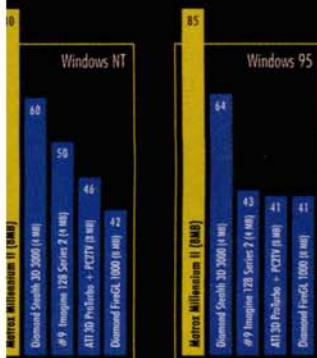 Windows NT
60
50
46
42
Matrox Millennium II (8MB)
Diamond Stealth 3D 3000 (4 MB)
#9 Imagine 128 Series 2 (4 MB)
ATI 3D ProTurbo + PC2TV (8 MB)
Diamond FireGL 1000 (8 MB)
85
Windows 95
64
43
41
41
Matrox Millennium II (8MB)
Diamond Stealth 3D 3000 (4 MB)
#9 Imagine 128 Series 2 (4 MB)
ATI 3D ProTurbo + PC2TV (8 MB)
Diamond FireGL 1000 (8 MB)